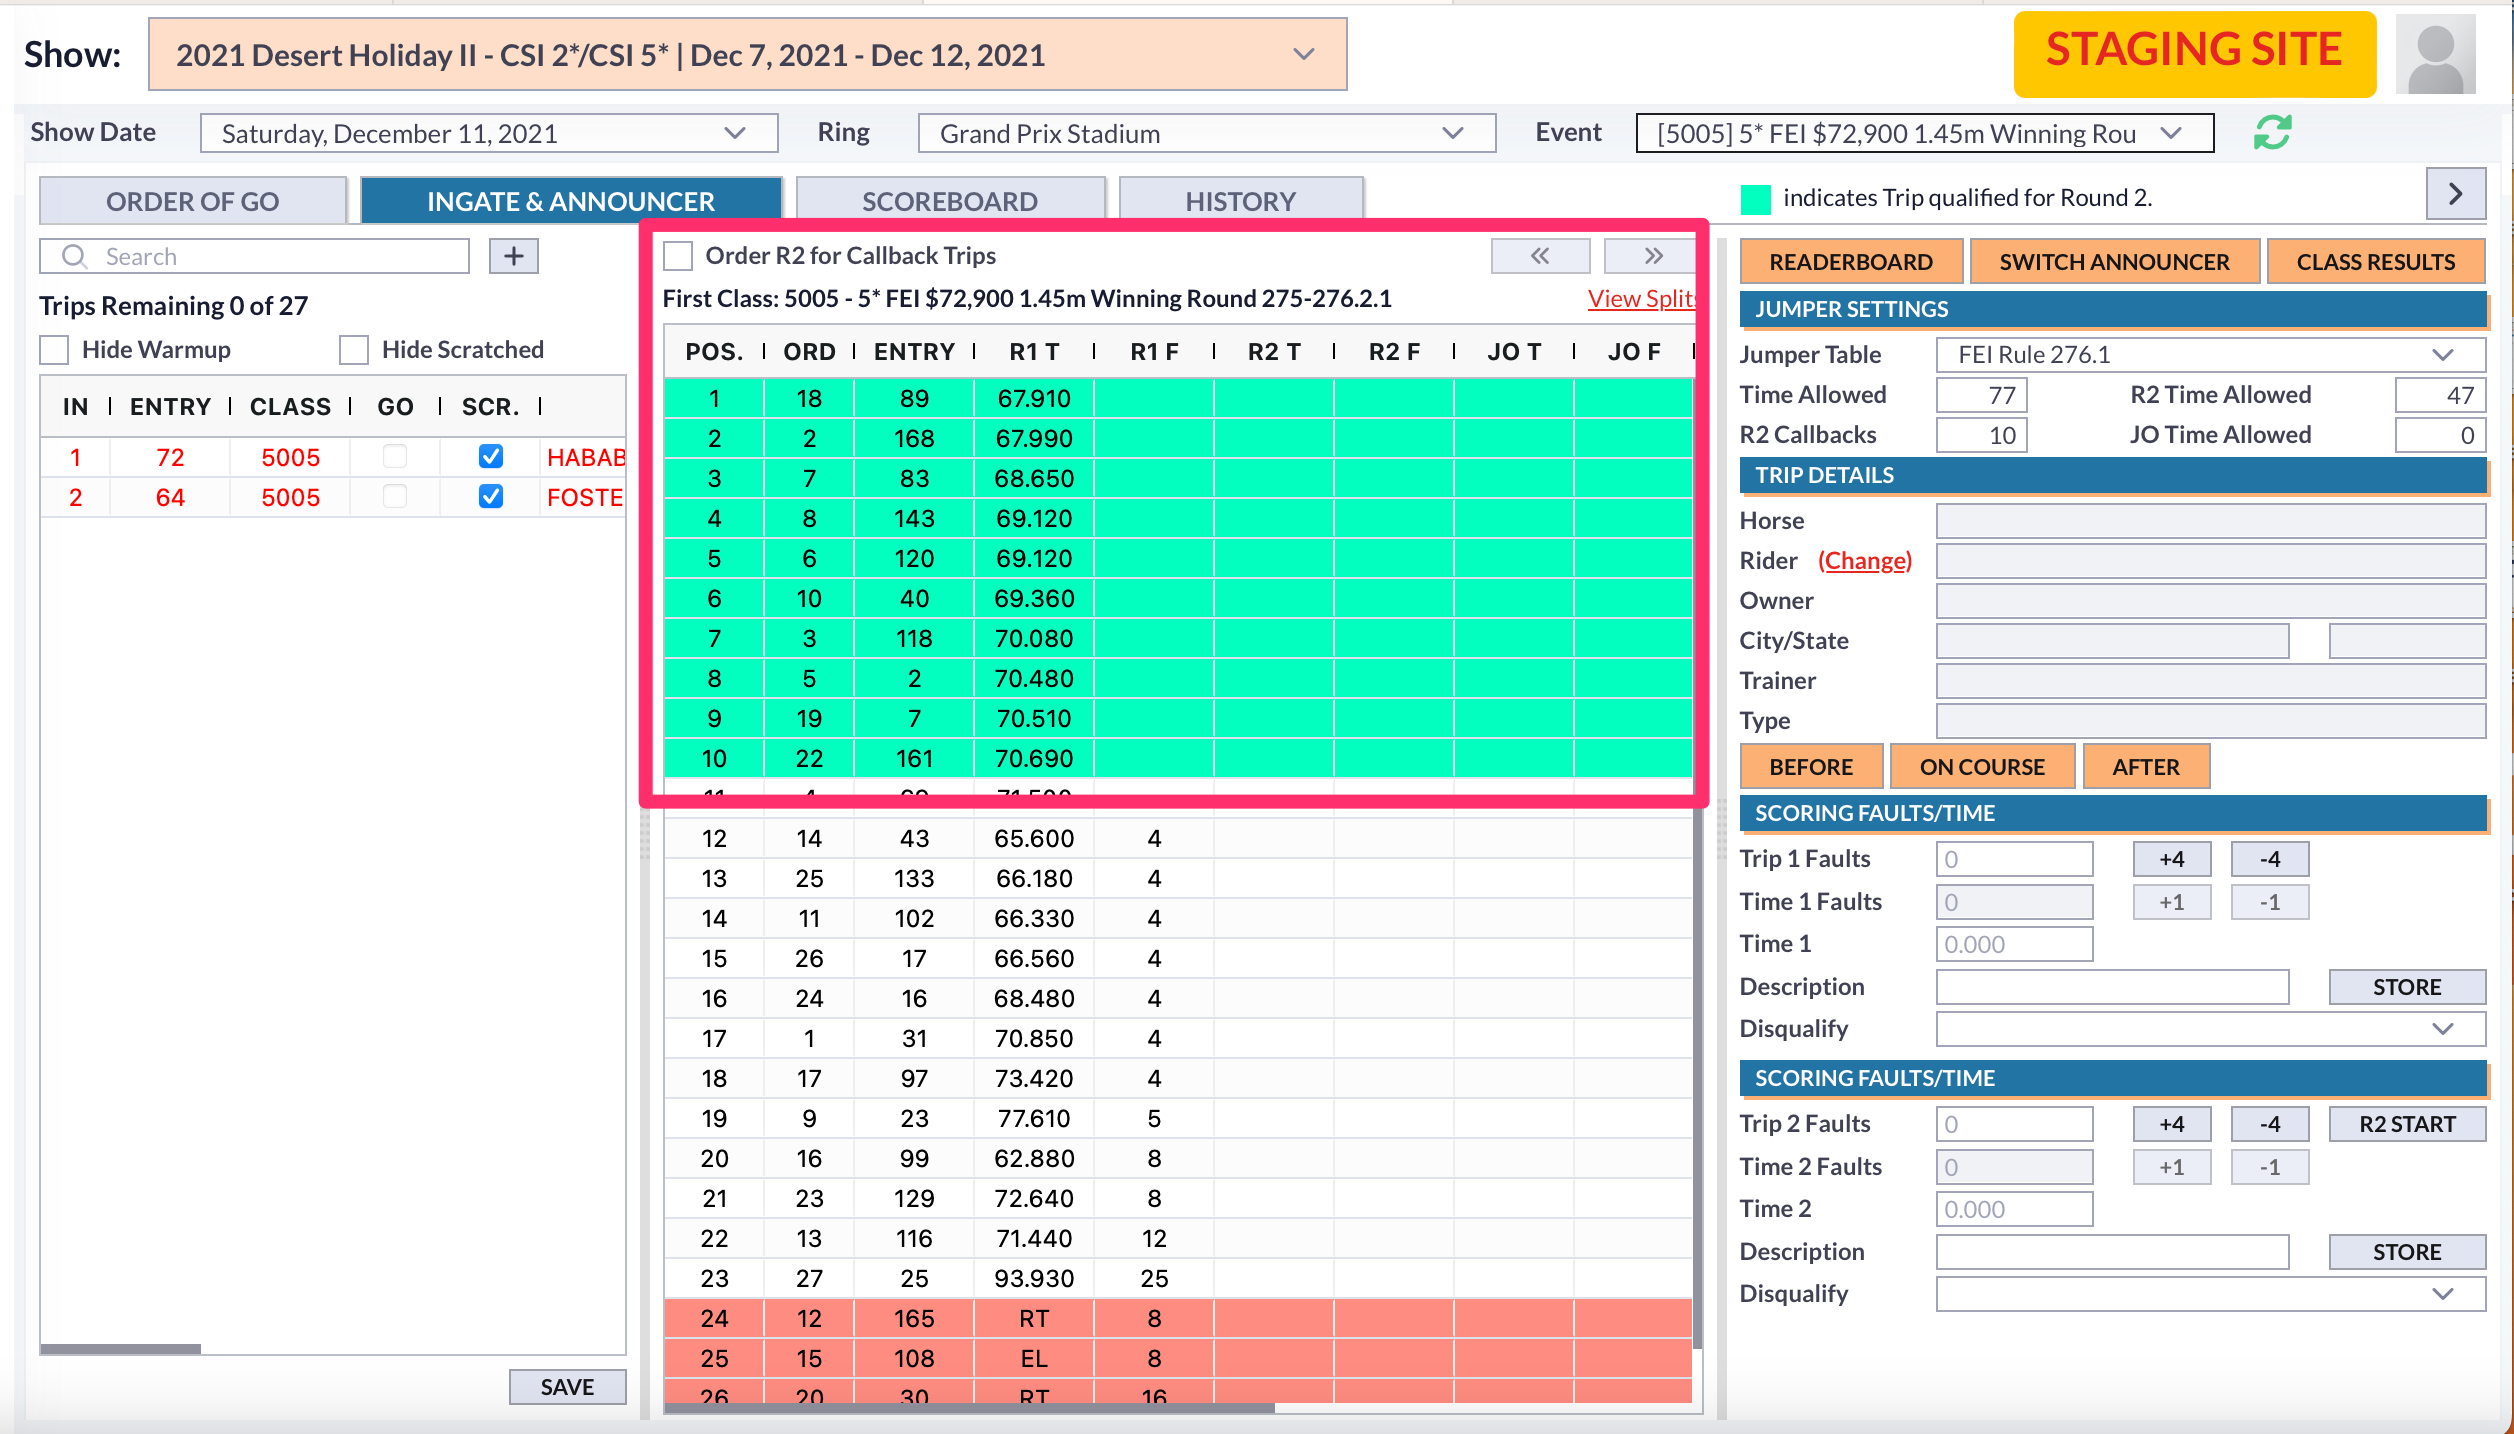 Show: 2021 Desert Holiday II - CSI 2*/CSI 5* | Dec 7, 2021 - Dec 12, 2021
STAGING SITE
Show Date Saturday, December 11, 2021 Ring Grand Prix Stadium Event [5005] 5* FEI $72,900 1.45m Winning Rou
ORDER OF GO INGATE & ANNOUNCER SCOREBOARD HISTORY
indicates Trip qualified for Round 2.
Search +
Trips Remaining 0 of 27
Hide Warmup Hide Scratched
IN ENTRY CLASS GO SCR.
1 72 5005 HABAB
2 64 5005 FOSTE
SAVE
Order R2 for Callback Trips
First Class: 5005 - 5* FEI $72,900 1.45m Winning Round 275-276.2.1 View Splits
POS. ORD ENTRY R1 T R1 F R2 T R2 F JO T JO F
1 18 89 67.910
2 2 168 67.990
3 7 83 68.650
4 8 143 69.120
5 6 120 69.120
6 10 40 69.360
7 3 118 70.080
8 5 2 70.480
9 19 7 70.510
10 22 161 70.690
12 14 43 65.600 4
13 25 133 66.180 4
14 11 102 66.330 4
15 26 17 66.560 4
16 24 16 68.480 4
17 1 31 70.850 4
18 17 97 73.420 4
19 9 23 77.610 5
20 16 99 62.880 8
21 23 129 72.640 8
22 13 116 71.440 12
23 27 25 93.930 25
24 12 165 RT 8
25 15 108 EL 8
26 20 30 RT 16
READERBOARD SWITCH ANNOUNCER CLASS RESULTS
JUMPER SETTINGS
Jumper Table FEI Rule 276.1
Time Allowed 77 R2 Time Allowed 47
R2 Callbacks 10 JO Time Allowed 0
TRIP DETAILS
Horse
Rider (Change)
Owner
City/State
Trainer
Type
BEFORE ON COURSE AFTER
SCORING FAULTS/TIME
Trip 1 Faults 0 +4 -4
Time 1 Faults 0 +1 -1
Time 1 0.000
Description STORE
Disqualify
SCORING FAULTS/TIME
Trip 2 Faults 0 +4 -4 R2 START
Time 2 Faults 0 +1 -1
Time 2 0.000
Description STORE
Disqualify